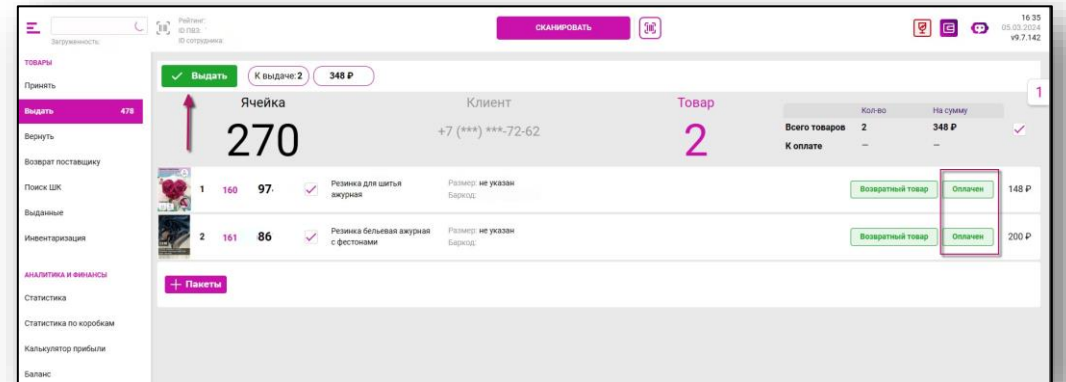 Рейтинг:
ID ПВЗ:
ID сотрудника:
Загруженность:
СКАНИРОВАТЬ
16:35
05.03.2024
v9.7.142
ТОВАРЫ
Принять
Выдать 478
Вернуть
Возврат поставщику
Поиск ШК
Выданные
Инвентаризация
АНАЛИТИКА И ФИНАНСЫ
Статистика
Статистика по коробкам
Калькулятор прибыли
Баланс
Выдать К выдаче: 2 348 ₽
1
Ячейка Клиент Товар
270 +7 (***) ***-72-62 2
Кол-во На сумму
Всего товаров 2 348 ₽
К оплате — —
1 160 97 Резинка для шитья ажурная Размер: не указан Баркод: Возвратный товар Оплачен 148 ₽
2 161 86 Резинка бельевая ажурная с фестонами Размер: не указан Баркод: Возвратный товар Оплачен 200 ₽
+ Пакеты